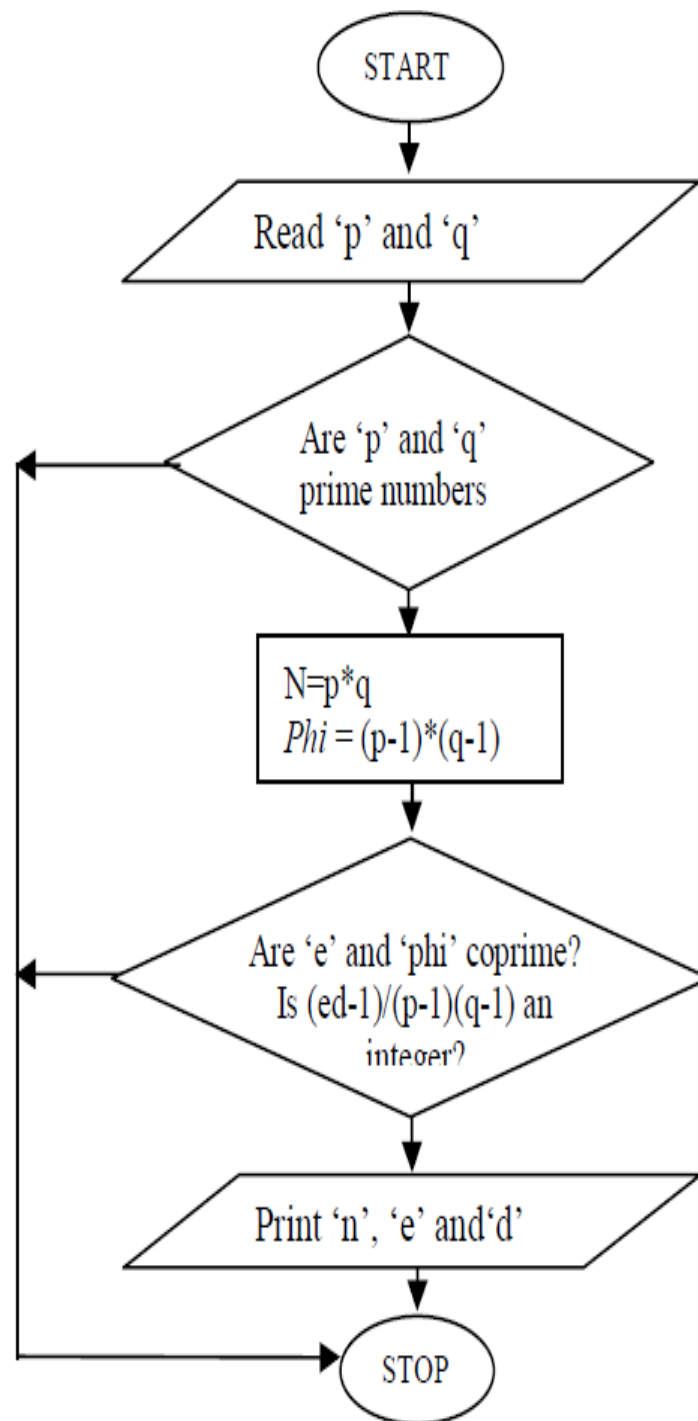 START
Read ‘p’ and ‘q’
Are ‘p’ and ‘q’
prime numbers
N=p*q
Phi = (p-1)*(q-1)
Are ‘e’ and ‘phi’ coprime?
Is (ed-1)/(p-1)(q-1) an
integer?
Print ‘n’, ‘e’ and‘d’
STOP